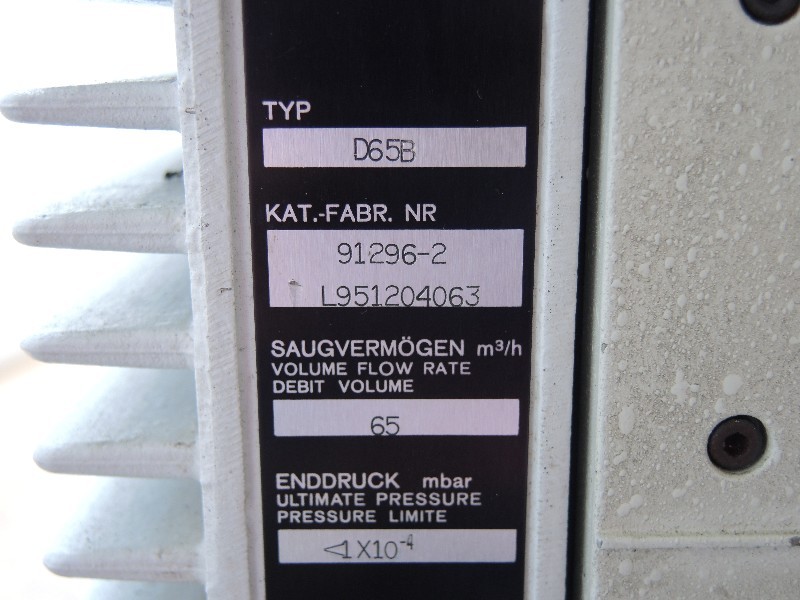 TYP
D65B
KAT.-FABR. NR
91296-2
L951204063
SAUGVERMÖGEN m³/h
VOLUME FLOW RATE
DEBIT VOLUME
65
ENDDRUCK mbar
ULTIMATE PRESSURE
PRESSURE LIMITE
<1X10⁻⁴